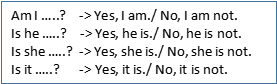 Am I …..? -> Yes, I am./ No, I am not.
Is he …..? -> Yes, he is./ No, he is not.
Is she …..? -> Yes, she is./ No, she is not.
Is it …..? -> Yes, it is./ No, it is not.